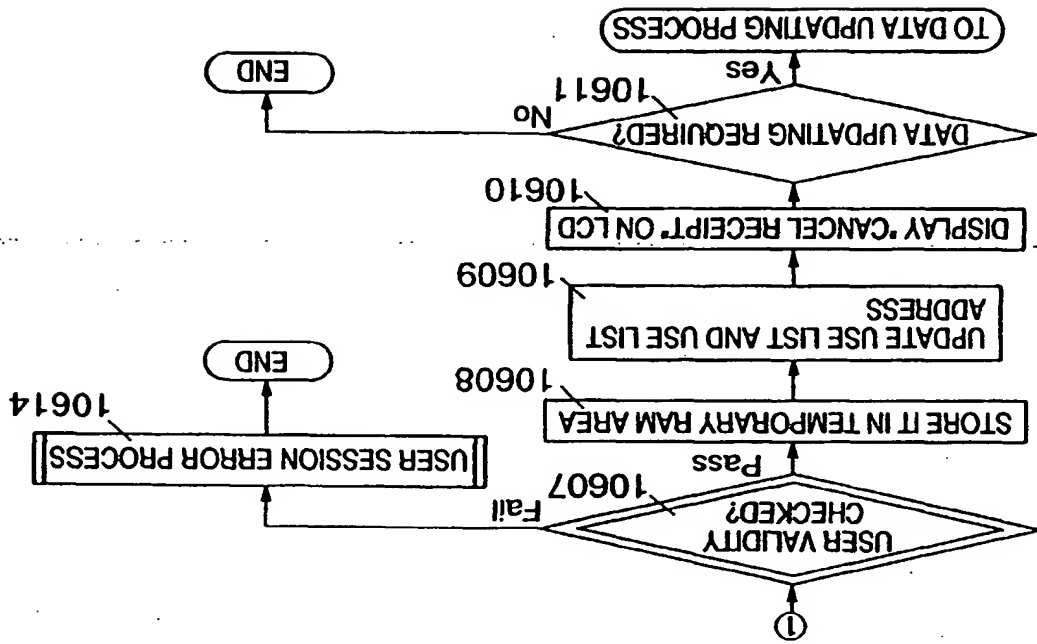 ①
USER VALIDITY
CHECKED?
10607
Fail
Pass
USER SESSION ERROR PROCESS
10614
END
STORE IT IN TEMPORARY RAM AREA
10608
UPDATE USE LIST AND USE LIST
ADDRESS
10609
DISPLAY "CANCEL RECEIPT" ON LCD
10610
DATA UPDATING REQUIRED?
10611
No
Yes
END
TO DATA UPDATING PROCESS